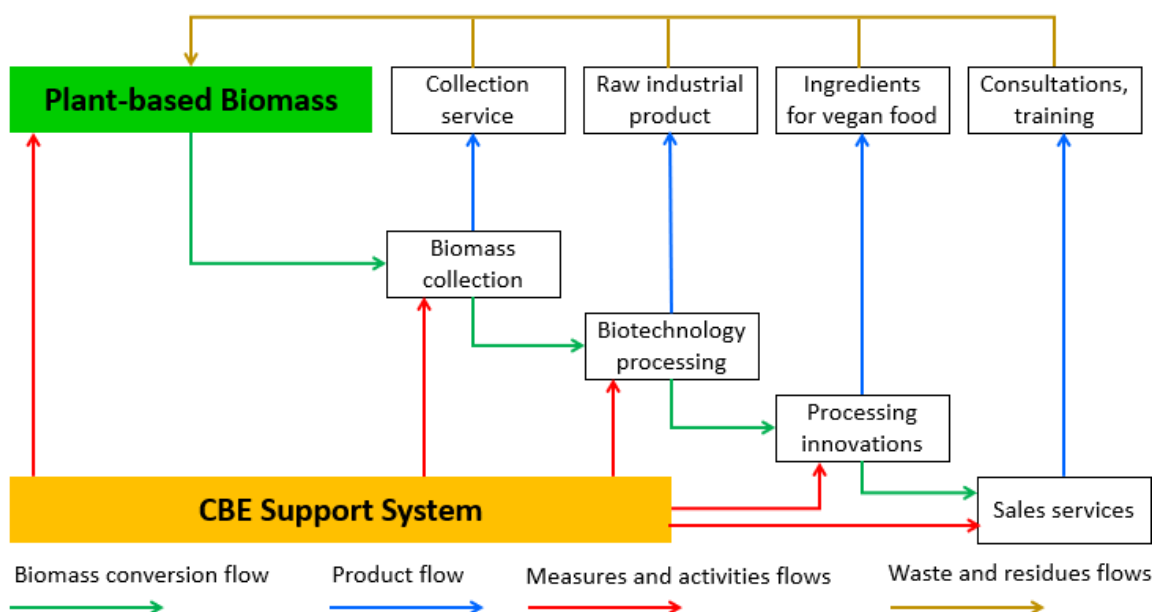 Plant-based Biomass
Collection
service
Raw industrial
product
Ingredients
for vegan food
Consultations,
training
Biomass
collection
Biotechnology
processing
Processing
innovations
CBE Support System
Sales services
Biomass conversion flow
Product flow
Measures and activities flows
Waste and residues flows